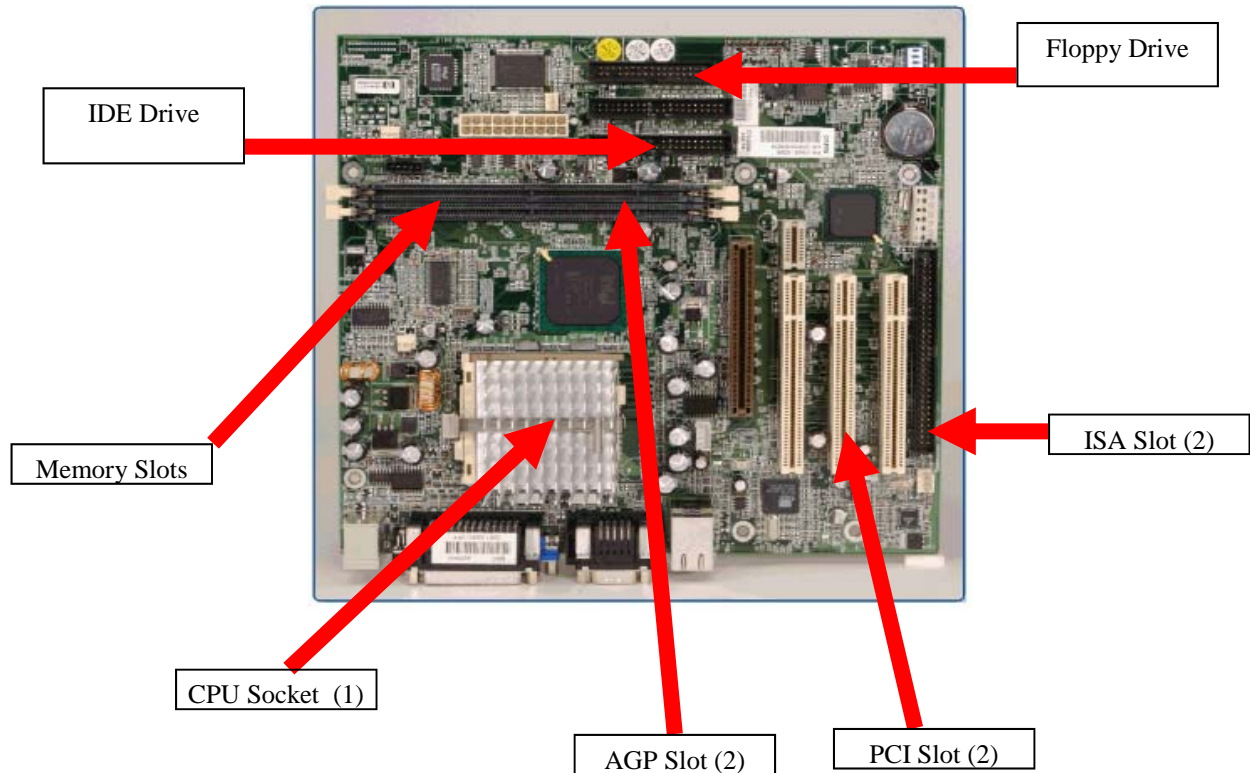 Floppy Drive
IDE Drive
Memory Slots
ISA Slot (2)
CPU Socket  (1)
AGP Slot (2)
PCI Slot (2)